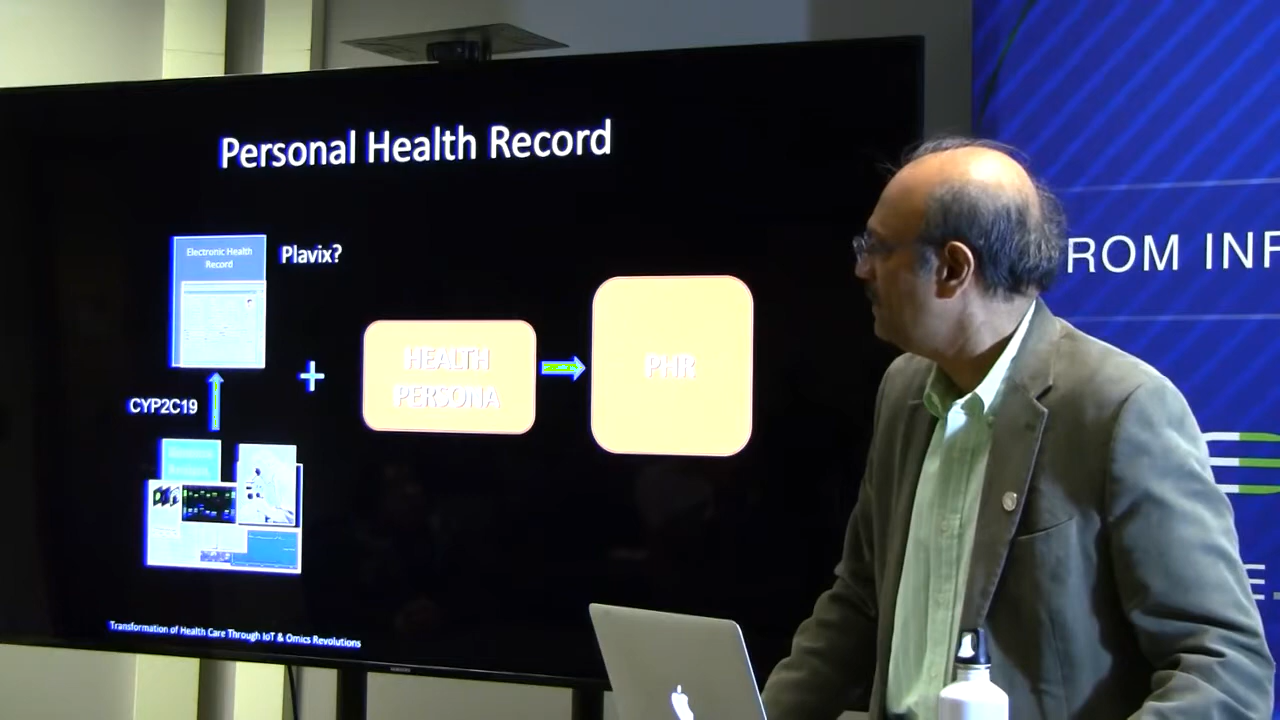 Personal Health Record
Electronic Health
Record
Plavix?
HEALTH
PERSONA
PHR
CYP2C19
Transformation of Health Care Through IoT & Omics Revolutions
ROM INF
E.